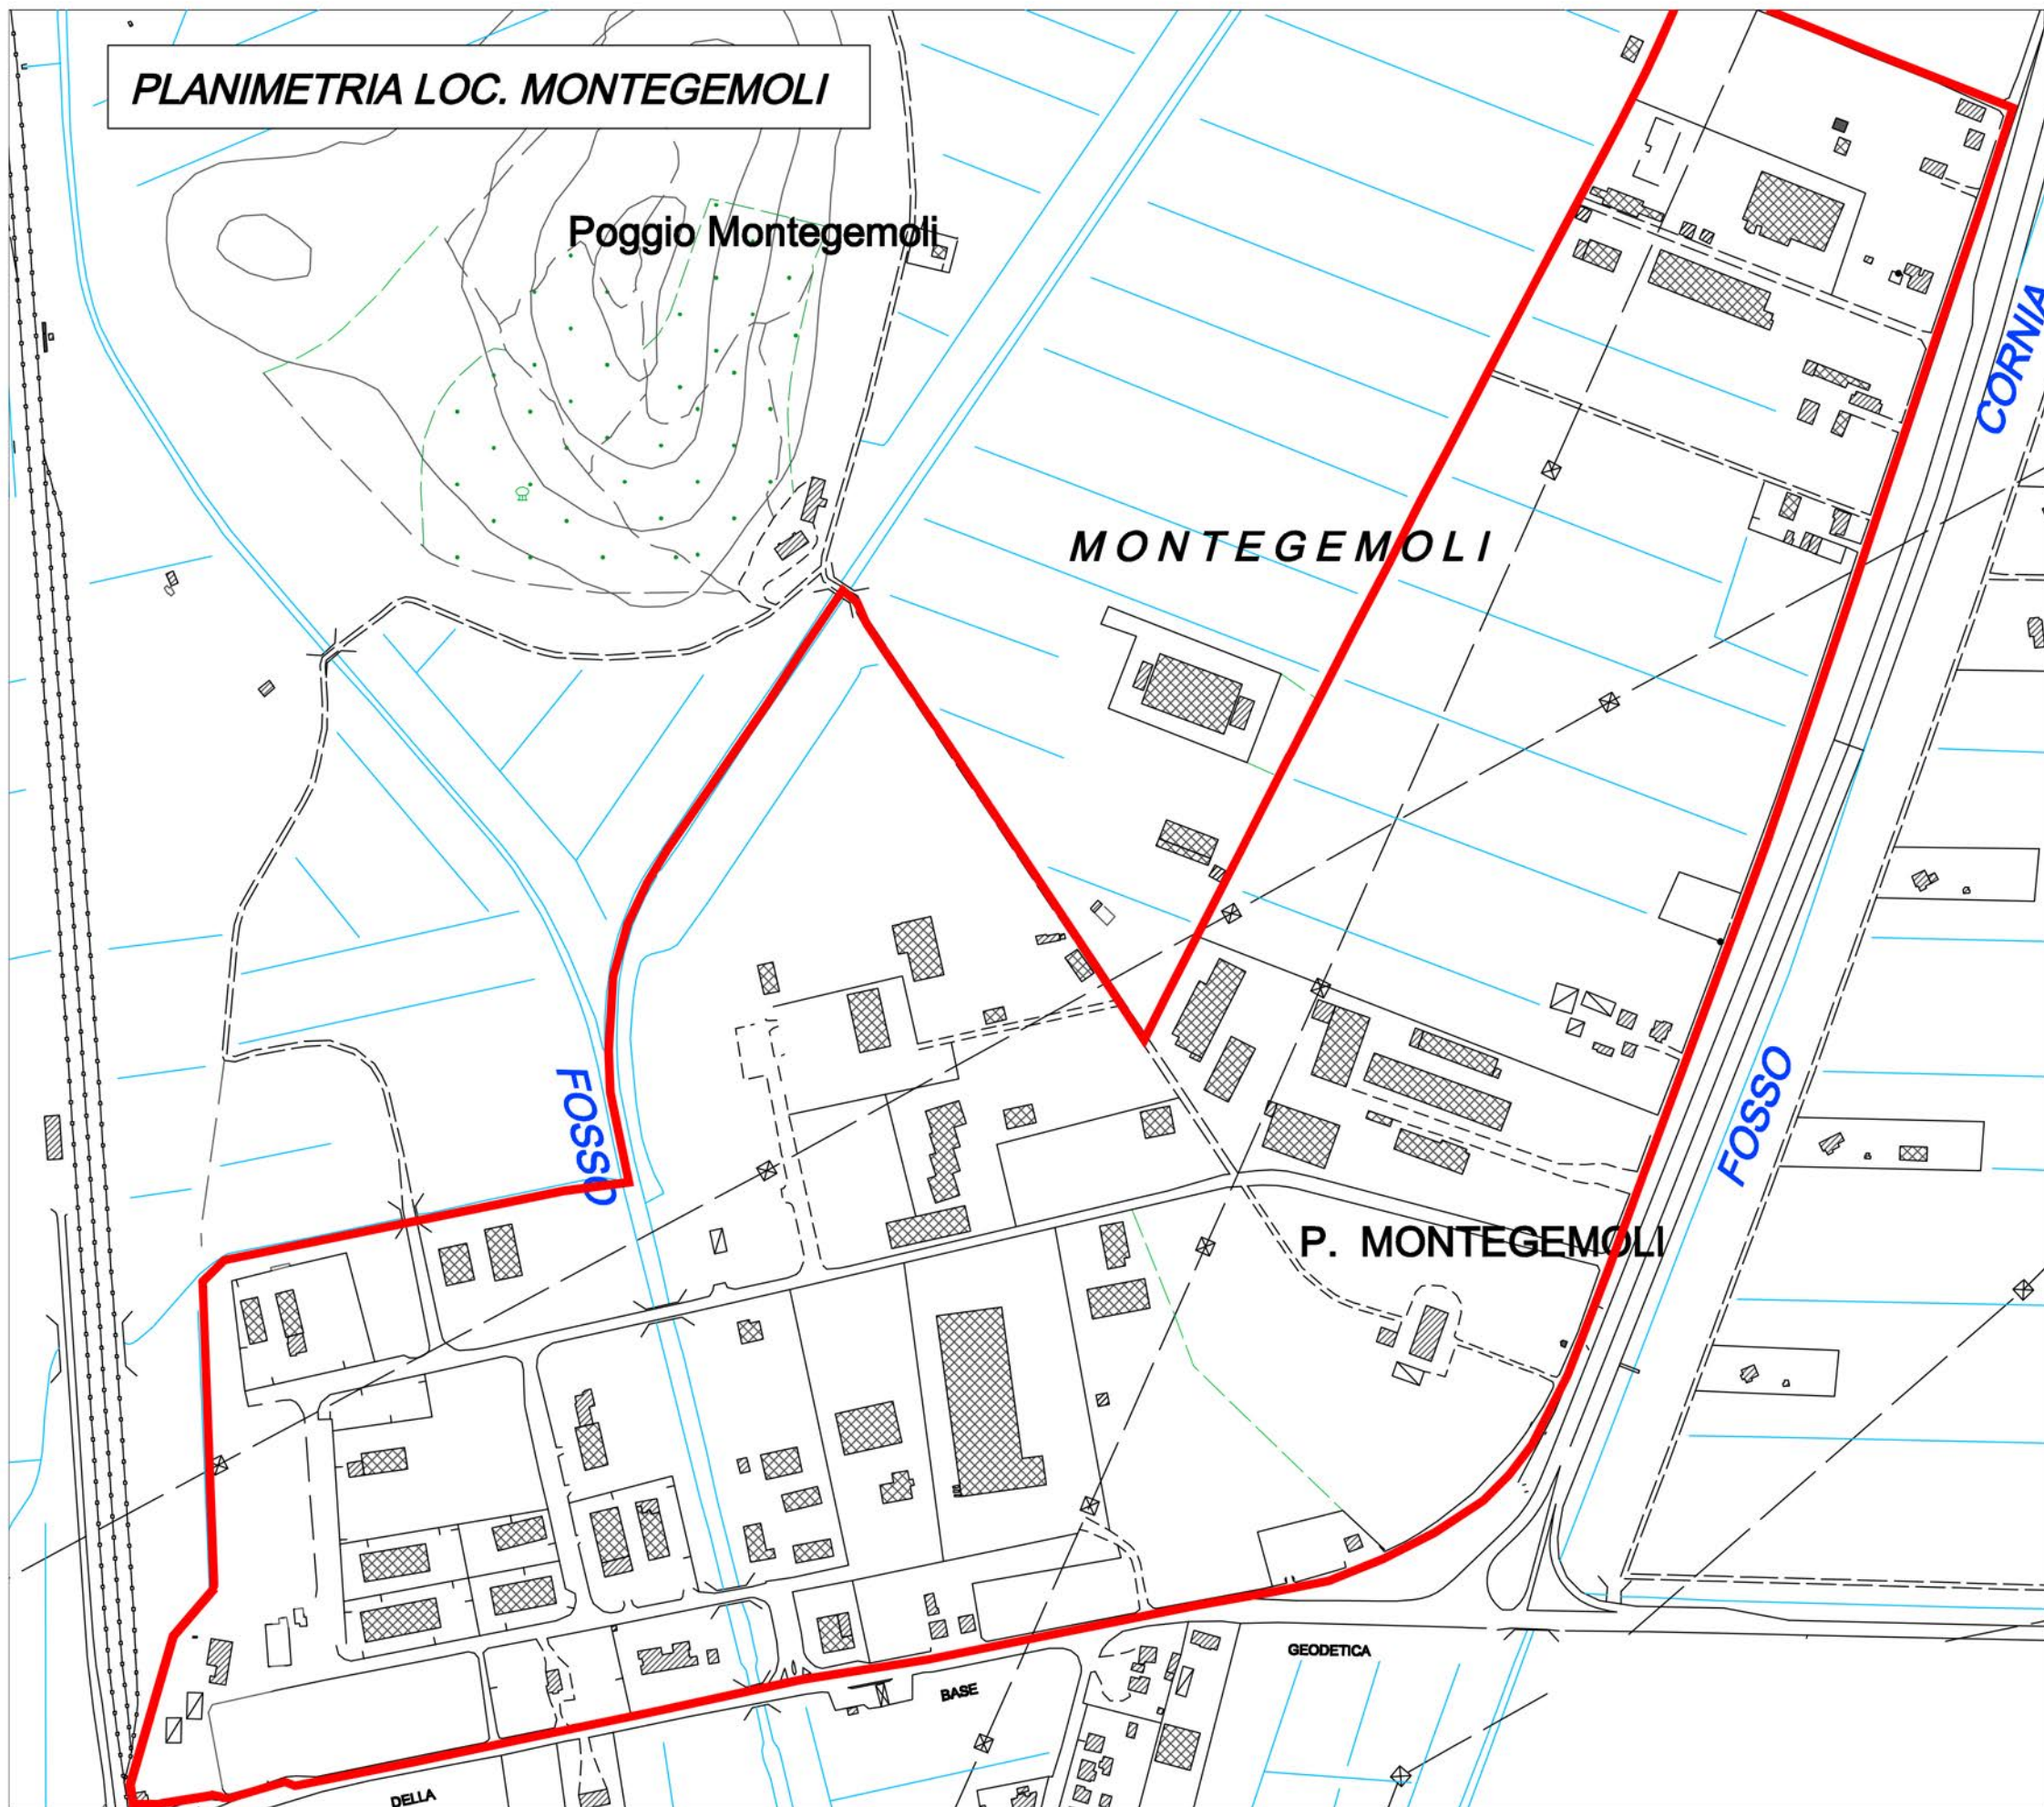 PLANIMETRIA LOC. MONTEGEMOLI
Poggio Montegemoli
CORNIA
MONTEGEMOLI
FOSSO
FOSSO
P. MONTEGEMOLI
GEODETICA
BASE
DELLA